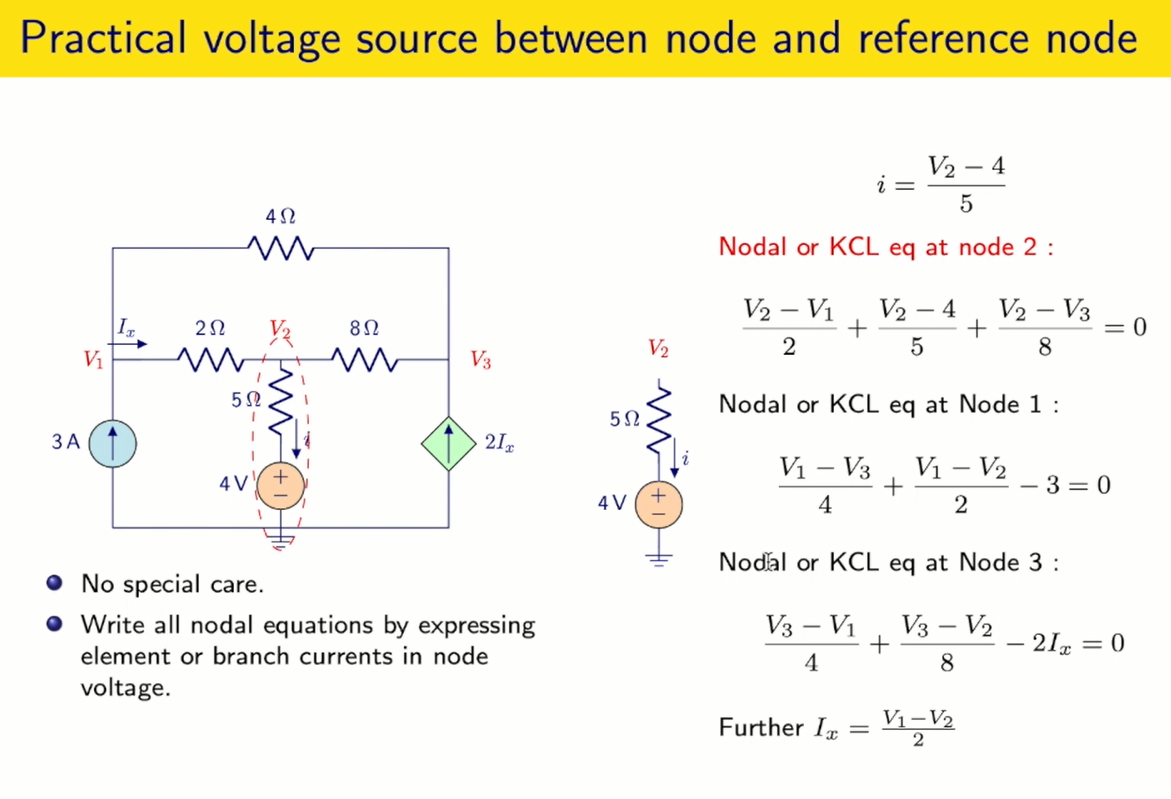 Practical voltage source between node and reference node
4 Ω
I_x
2 Ω
V_2
8 Ω
V_1
V_3
5 Ω
i
3 A
2I_x
4 V
+
−
V_2
5 Ω
i
4 V
+
−
i = (V_2 − 4)/5
Nodal or KCL eq at node 2 :
(V_2 − V_1)/2 + (V_2 − 4)/5 + (V_2 − V_3)/8 = 0
Nodal or KCL eq at Node 1 :
(V_1 − V_3)/4 + (V_1 − V_2)/2 − 3 = 0
Nodal or KCL eq at Node 3 :
(V_3 − V_1)/4 + (V_3 − V_2)/8 − 2I_x = 0
Further I_x = (V_1−V_2)/2
No special care.
Write all nodal equations by expressing
element or branch currents in node
voltage.